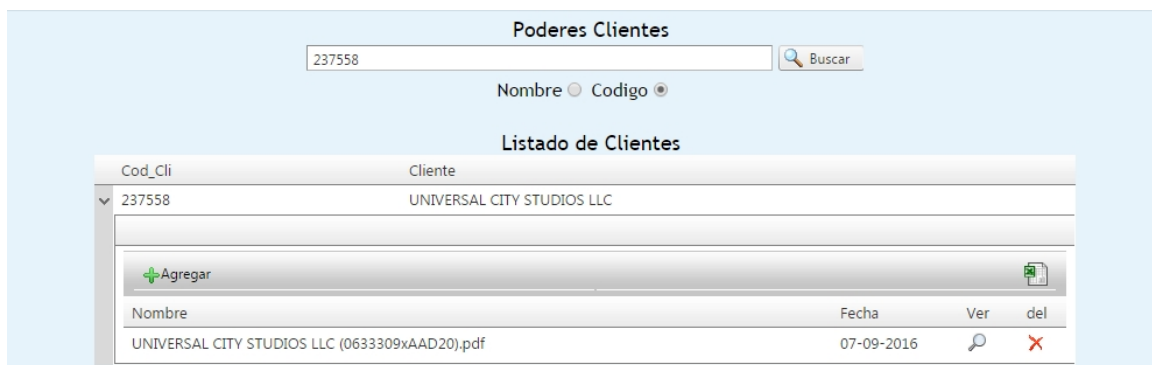 Poderes Clientes
237558 Buscar
Nombre Codigo
Listado de Clientes
Cod_Cli Cliente
237558 UNIVERSAL CITY STUDIOS LLC
Agregar
Nombre Fecha Ver del
UNIVERSAL CITY STUDIOS LLC (0633309xAAD20).pdf 07-09-2016